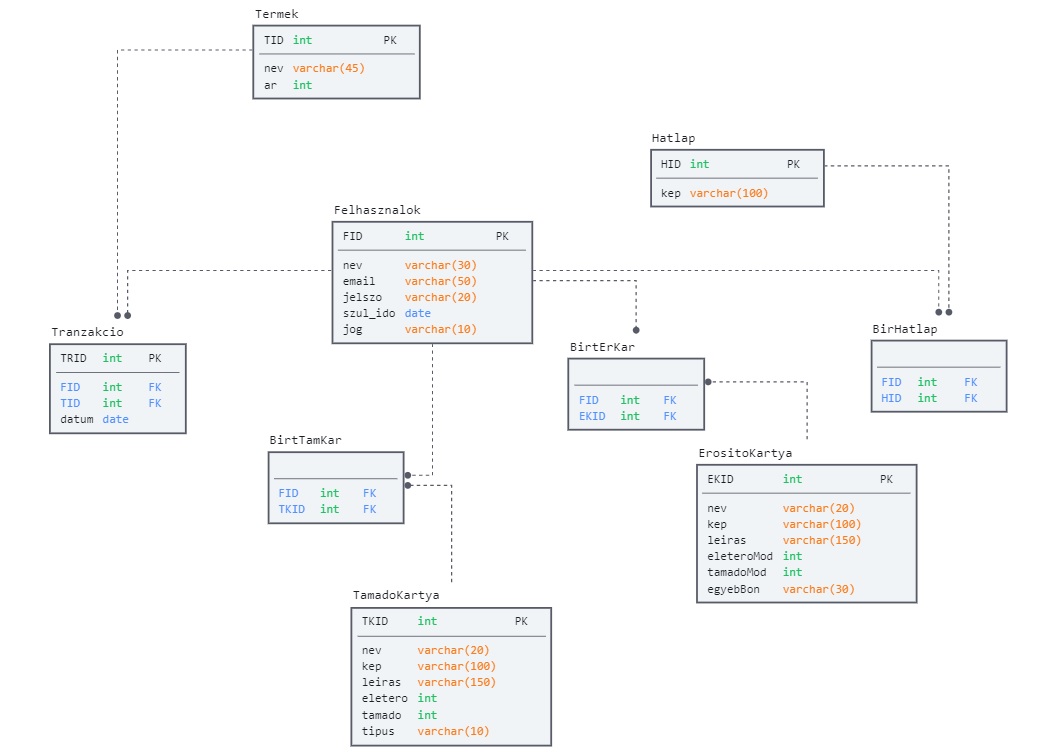 Termek
TID int PK
nev varchar(45)
ar int
Hatlap
HID int PK
kep varchar(100)
Felhasznalok
FID int PK
nev varchar(30)
email varchar(50)
jelszo varchar(20)
szul_ido date
jog varchar(10)
Tranzakcio
TRID int PK
FID int FK
TID int FK
datum date
BirtErKar
FID int FK
EKID int FK
BirHatlap
FID int FK
HID int FK
BirtTamKar
FID int FK
TKID int FK
ErositoKartya
EKID int PK
nev varchar(20)
kep varchar(100)
leiras varchar(150)
eleteroMod int
tamadoMod int
egyebBon varchar(30)
TamadoKartya
TKID int PK
nev varchar(20)
kep varchar(100)
leiras varchar(150)
eletero int
tamado int
tipus varchar(10)